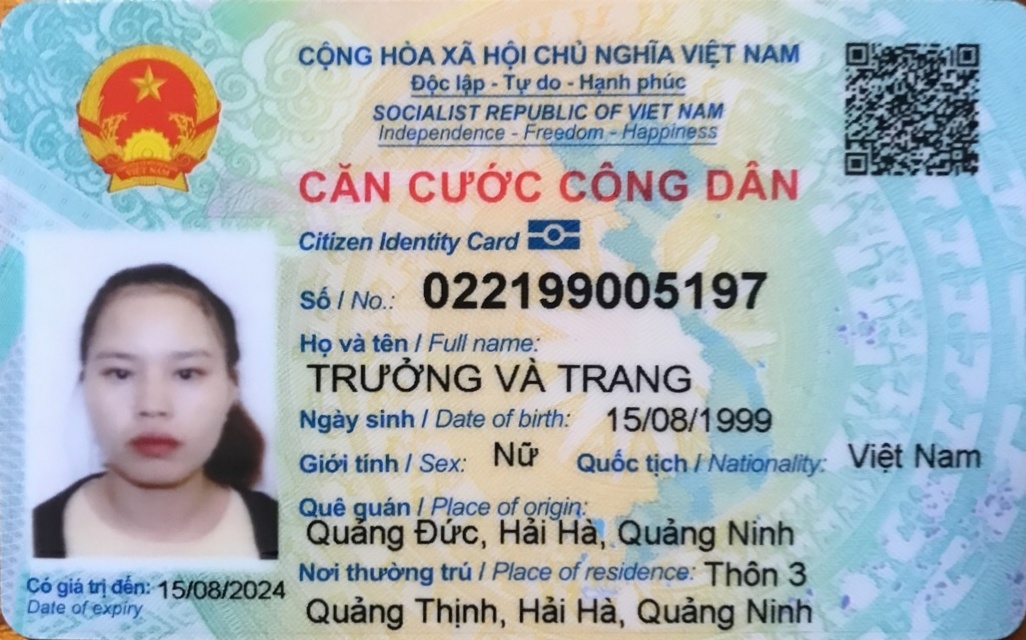 CỘNG HÒA XÃ HỘI CHỦ NGHĨA VIỆT NAM
Độc lập - Tự do - Hạnh phúc
SOCIALIST REPUBLIC OF VIET NAM
Independence - Freedom - Happiness
CĂN CƯỚC CÔNG DÂN
Citizen Identity Card
Số / No.: 022199005197
Họ và tên / Full name:
TRƯỞNG VÀ TRANG
Ngày sinh / Date of birth: 15/08/1999
Giới tính / Sex: Nữ Quốc tịch / Nationality: Việt Nam
Quê quán / Place of origin:
Quảng Đức, Hải Hà, Quảng Ninh
Nơi thường trú / Place of residence: Thôn 3
Quảng Thịnh, Hải Hà, Quảng Ninh
Có giá trị đến: 15/08/2024
Date of expiry
VIỆT NAM